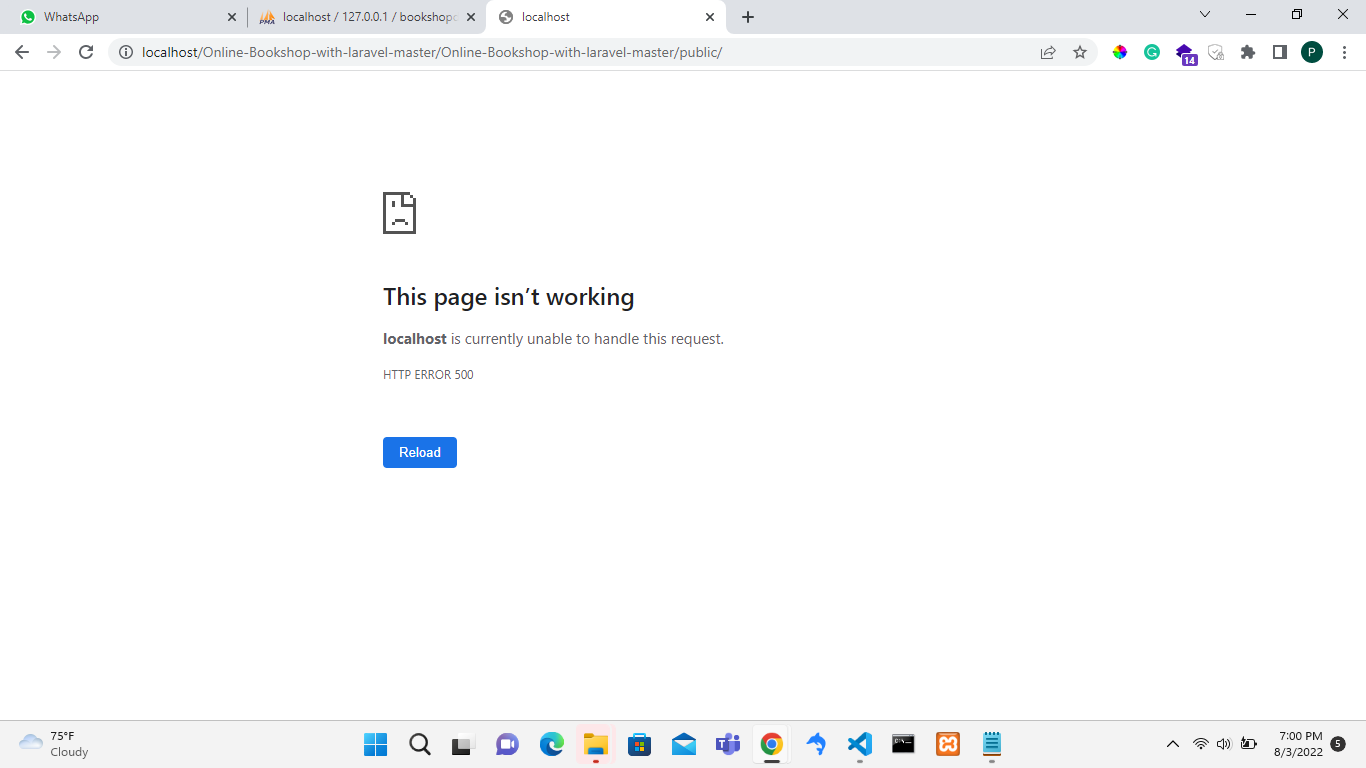 WhatsApp
localhost / 127.0.0.1 / bookshop
localhost
localhost/Online-Bookshop-with-laravel-master/Online-Bookshop-with-laravel-master/public/
14
P
This page isn’t working
localhost is currently unable to handle this request.
HTTP ERROR 500
Reload
75°F
Cloudy
7:00 PM
8/3/2022
5